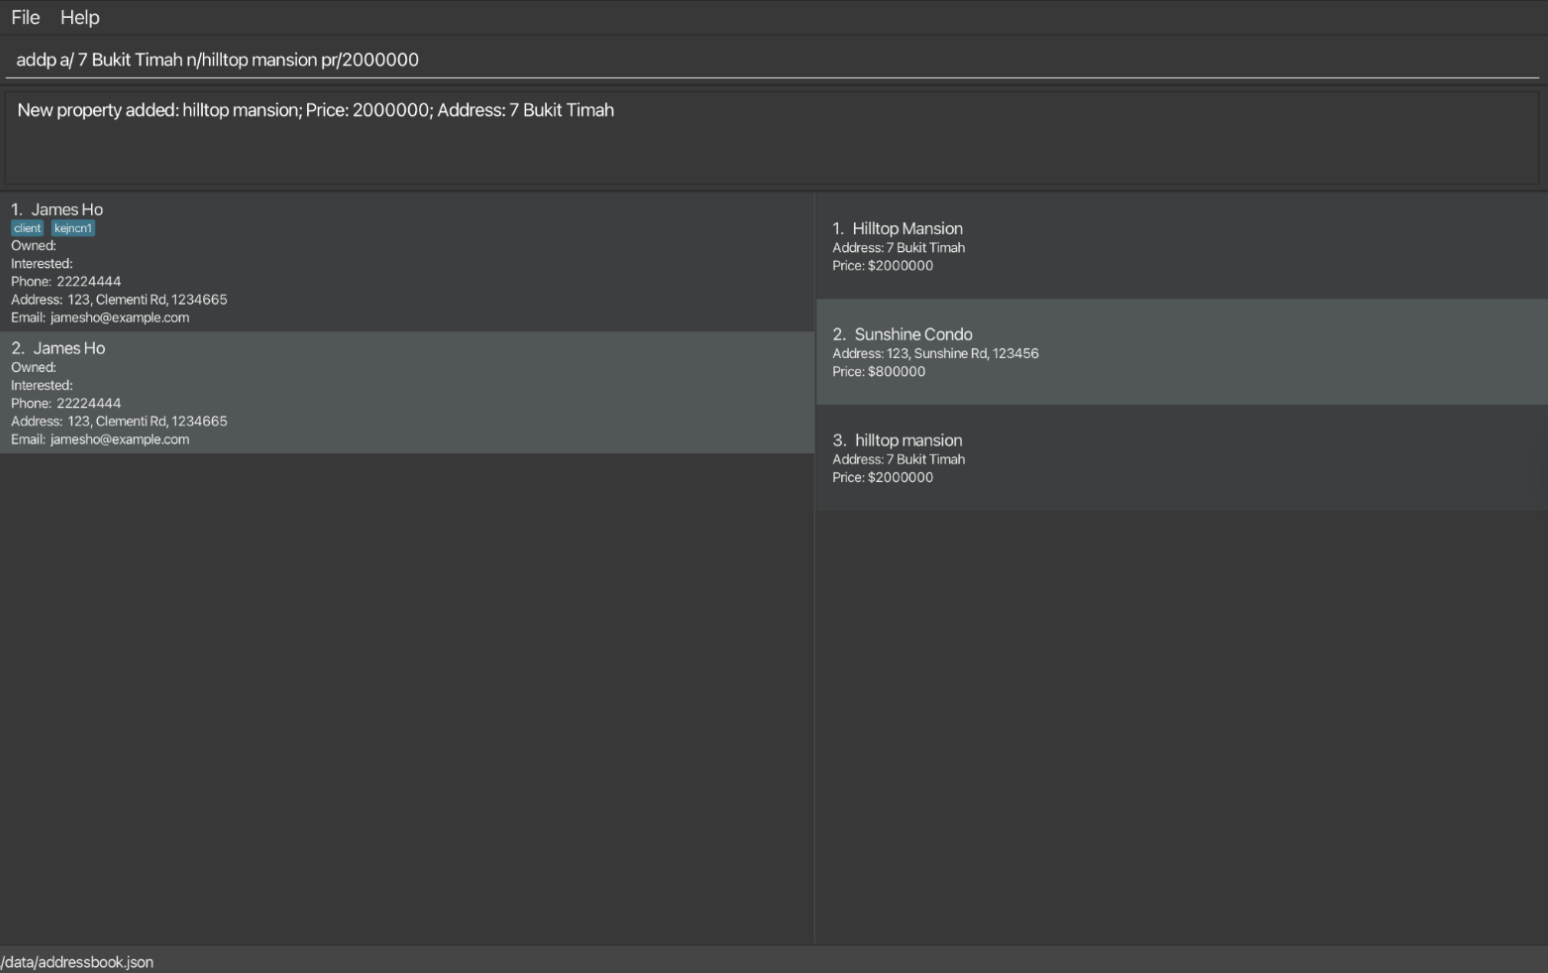 File Help
addp a/ 7 Bukit Timah n/hilltop mansion pr/2000000
New property added: hilltop mansion; Price: 2000000; Address: 7 Bukit Timah
1. James Ho
client kejncn1
Owned:
Interested:
Phone: 22224444
Address: 123, Clementi Rd, 1234665
Email: jamesho@example.com
2. James Ho
Owned:
Interested:
Phone: 22224444
Address: 123, Clementi Rd, 1234665
Email: jamesho@example.com
1. Hilltop Mansion
Address: 7 Bukit Timah
Price: $2000000
2. Sunshine Condo
Address: 123, Sunshine Rd, 123456
Price: $800000
3. hilltop mansion
Address: 7 Bukit Timah
Price: $2000000
/data/addressbook.json